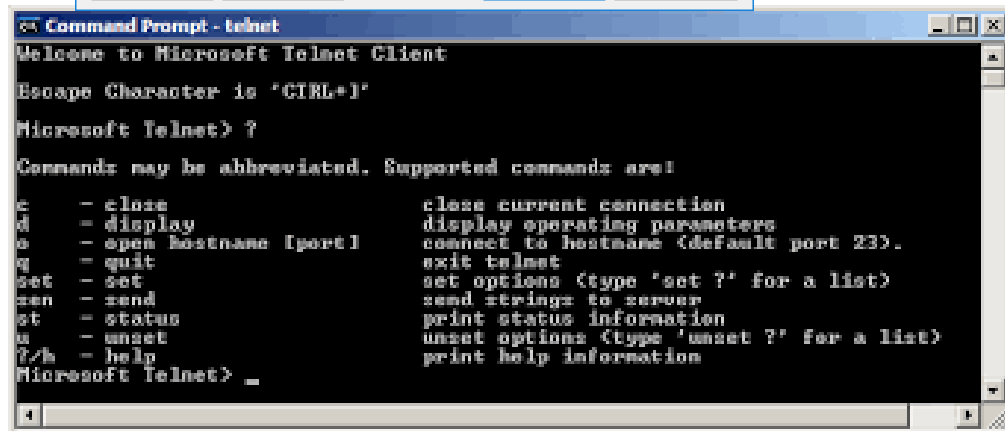 Command Prompt - telnet
Welcome to Microsoft Telnet Client
Escape Character is 'CTRL+]'
Microsoft Telnet> ?
Commands may be abbreviated. Supported commands are:
c    - close                       close current connection
d    - display                     display operating parameters
o    - open hostname [port]        connect to hostname (default port 23).
q    - quit                        exit telnet
set  - set                         set options (type 'set ?' for a list)
sen  - send                        send strings to server
st   - status                      print status information
u    - unset                       unset options (type 'unset ?' for a list)
?/h  - help                        print help information
Microsoft Telnet> _